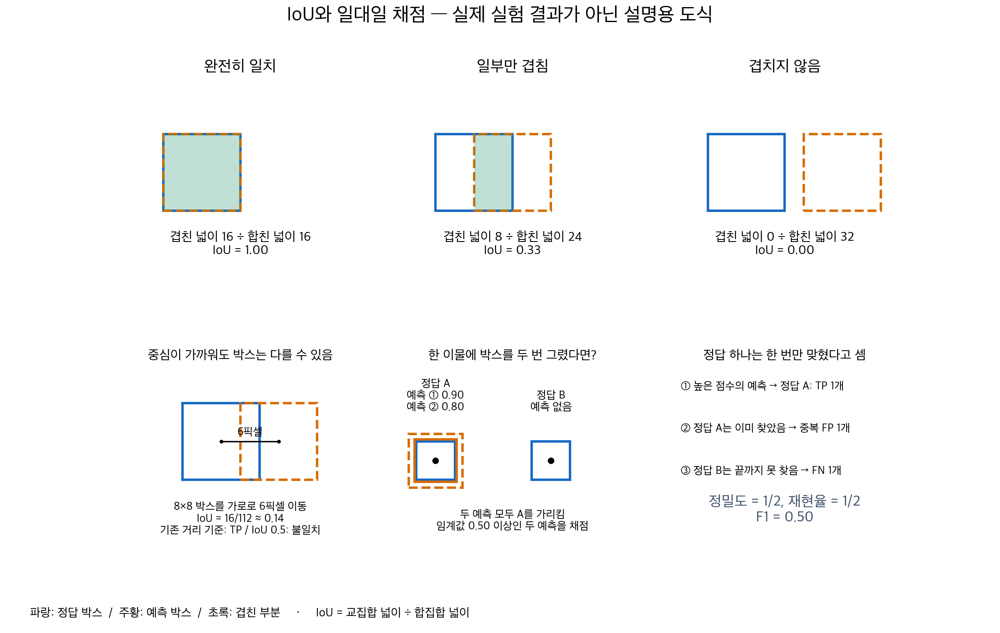 IoU와 일대일 채점 — 실제 실험 결과가 아닌 설명용 도식
완전히 일치
일부만 겹침
겹치지 않음
겹친 넓이 16 ÷ 합친 넓이 16
IoU = 1.00
겹친 넓이 8 ÷ 합친 넓이 24
IoU = 0.33
겹친 넓이 0 ÷ 합친 넓이 32
IoU = 0.00
중심이 가까워도 박스는 다를 수 있음
6픽셀
8×8 박스를 가로로 6픽셀 이동
IoU = 16/112 ≈ 0.14
기존 거리 기준: TP / IoU 0.5: 불일치
한 이물에 박스를 두 번 그렸다면?
정답 A
예측 ① 0.90
예측 ② 0.80
정답 B
예측 없음
두 예측 모두 A를 가리킴
임계값 0.50 이상인 두 예측을 채점
정답 하나는 한 번만 맞혔다고 셈
① 높은 점수의 예측 → 정답 A: TP 1개
② 정답 A는 이미 찾았음 → 중복 FP 1개
③ 정답 B는 끝까지 못 찾음 → FN 1개
정밀도 = 1/2, 재현율 = 1/2
F1 = 0.50
파랑: 정답 박스 / 주황: 예측 박스 / 초록: 겹친 부분 · IoU = 교집합 넓이 ÷ 합집합 넓이